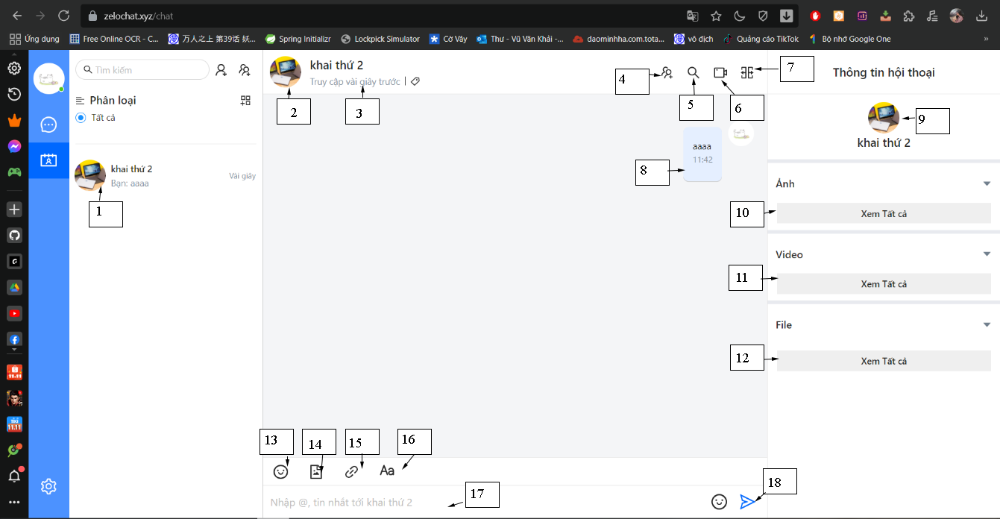 zelochat.xyz/chat
Ứng dụng
Free Online OCR - C...
万人之上 第39话 妖...
Spring Initializr
Lockpick Simulator
Cờ Vây
Thư - Vũ Văn Khải -...
daominhha.com.tota...
vô địch
Quảng cáo TikTok
Bộ nhớ Google One
»
Tìm kiếm
Phân loại
Tất cả
khai thứ 2
Bạn: aaaa
Vài giây
1
khai thứ 2
Truy cập vài giây trước |
2
3
4
5
6
7
aaaa
11:42
8
Thông tin hội thoại
9
khai thứ 2
Ảnh
10
Xem Tất cả
Video
11
Xem Tất cả
File
12
Xem Tất cả
13
14
15
16
Aa
Nhập @, tin nhắt tới khai thứ 2
17
18
11.11
11.11